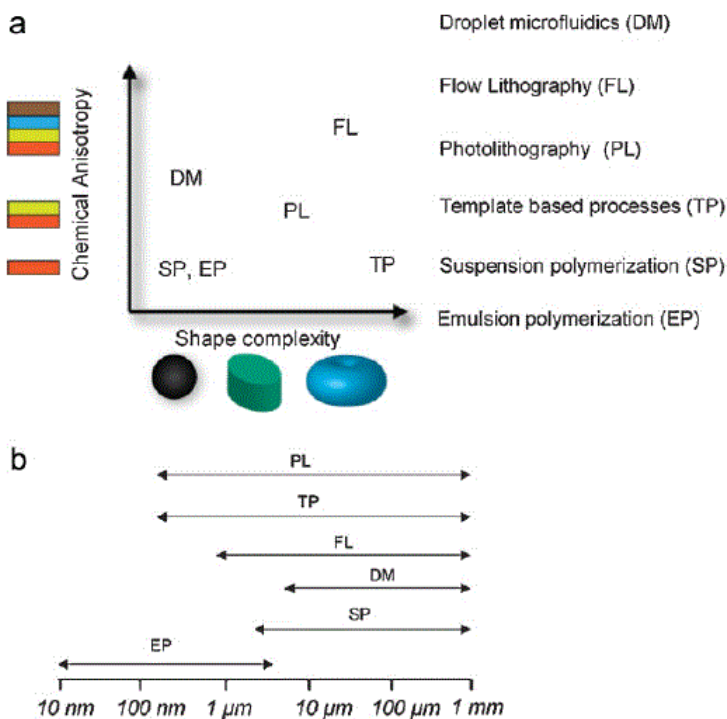 a
Droplet microfluidics (DM)
Flow Lithography (FL)
Photolithography (PL)
Template based processes (TP)
Suspension polymerization (SP)
Emulsion polymerization (EP)
Chemical Anisotropy
FL
DM
PL
SP, EP
TP
Shape complexity
b
PL
TP
FL
DM
SP
EP
10 nm 100 nm 1 µm 10 µm 100 µm 1 mm